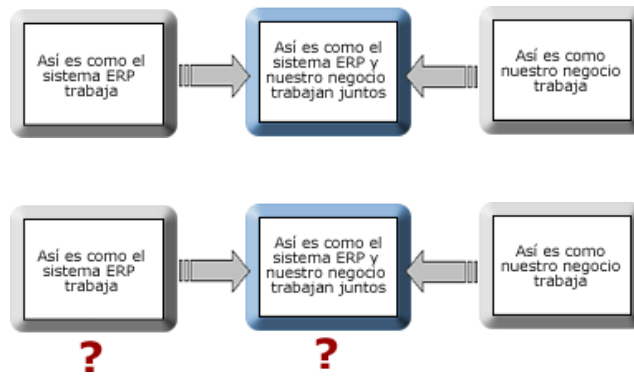 Así es como el
sistema ERP
trabaja
Así es como el
sistema ERP y
nuestro negocio
trabajan juntos
Así es como
nuestro negocio
trabaja
Así es como el
sistema ERP
trabaja
Así es como el
sistema ERP y
nuestro negocio
trabajan juntos
Así es como
nuestro negocio
trabaja
?
?